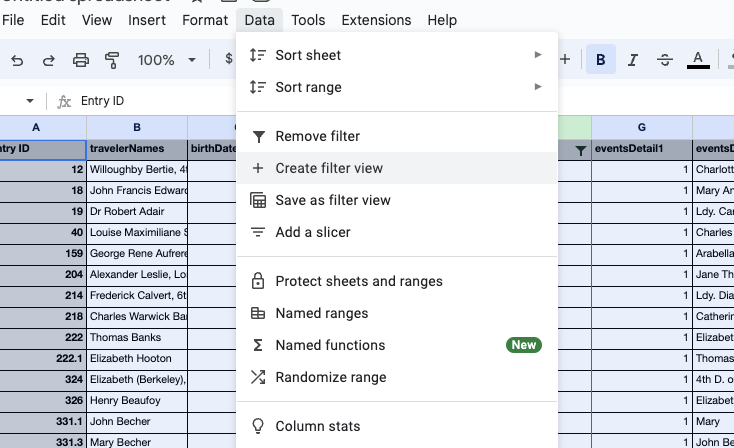 File Edit View Insert Format Data Tools Extensions Help
100% $ B I S A
fx Entry ID
Sort sheet
Sort range
Remove filter
Create filter view
Save as filter view
Add a slicer
Protect sheets and ranges
Named ranges
Named functions New
Randomize range
Column stats
A B G
ntry ID travelerNames birthDate eventsDetail1 eventsD
12 Willoughby Bertie, 4t 1 Charlott
18 John Francis Edward 1 Mary An
19 Dr Robert Adair 1 Ldy. Ca
40 Louise Maximiliane S 1 Charles
159 George Rene Aufrere 1 Arabella
204 Alexander Leslie, Lo 1 Jane Th
214 Frederick Calvert, 6t 1 Ldy. Dia
218 Charles Warwick Ba 1 Catherin
222 Thomas Banks 1 Elizabet
222.1 Elizabeth Hooton 1 Thomas
324 Elizabeth (Berkeley), 1 4th D. o
326 Henry Beaufoy 1 Elizabet
331.1 John Becher 1 Mary
331.3 Mary Becher 1 John Be